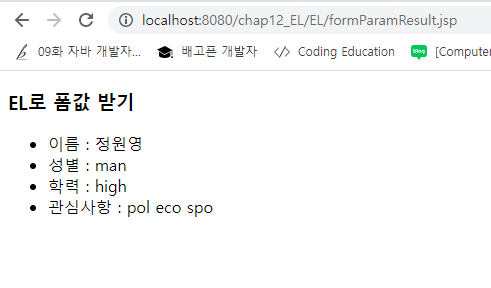 localhost:8080/chap12_EL/EL/formParamResult.jsp
09화 자바 개발자... 배고픈 개발자 Coding Education blog [Computer
EL로 폼값 받기
• 이름 : 정원영
• 성별 : man
• 학력 : high
• 관심사항 : pol eco spo